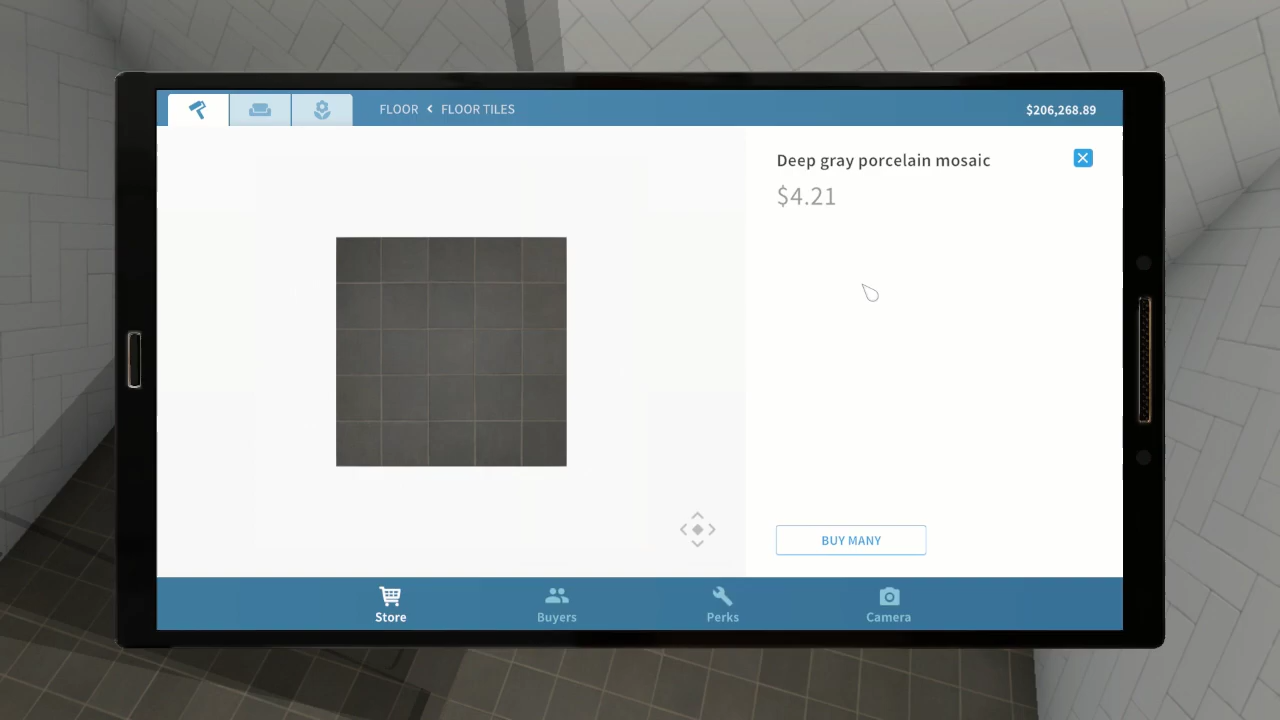 FLOOR < FLOOR TILES
$206,268.89
Deep gray porcelain mosaic
$4.21
BUY MANY
Store
Buyers
Perks
Camera